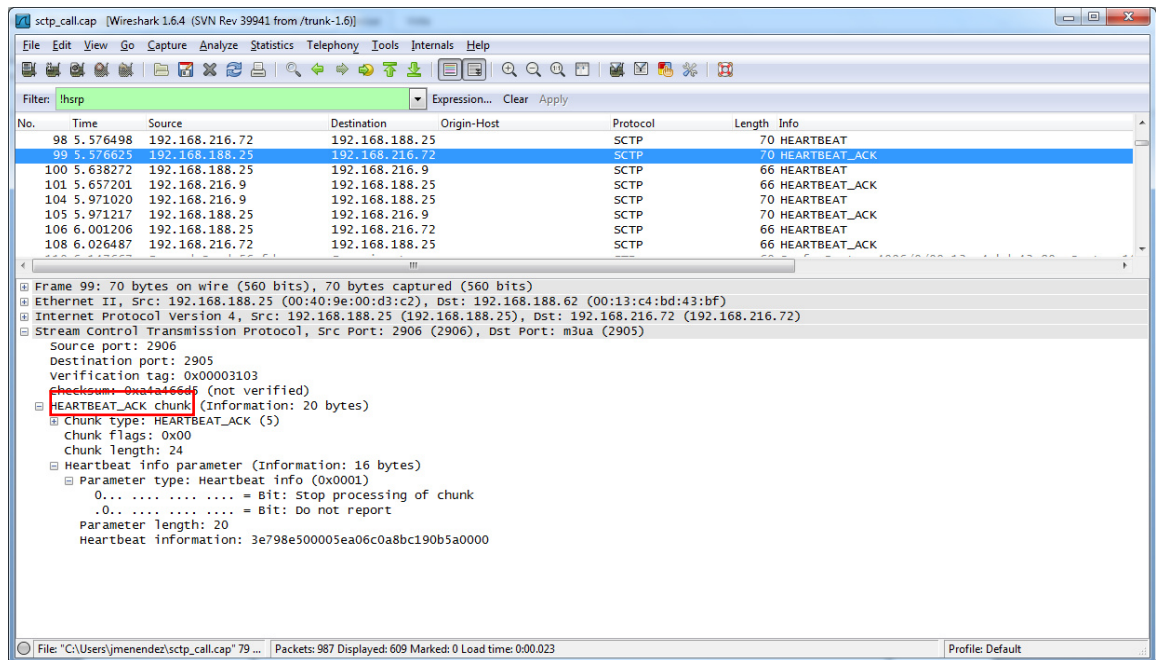 sctp_call.cap [Wireshark 1.6.4 (SVN Rev 39941 from /trunk-1.6)]
File Edit View Go Capture Analyze Statistics Telephony Tools Internals Help
Filter: !hsrp Expression... Clear Apply
No. Time Source Destination Origin-Host Protocol Length Info
98 5.576498 192.168.216.72 192.168.188.25 SCTP 70 HEARTBEAT
99 5.576625 192.168.188.25 192.168.216.72 SCTP 70 HEARTBEAT_ACK
100 5.638272 192.168.188.25 192.168.216.9 SCTP 66 HEARTBEAT
101 5.657201 192.168.216.9 192.168.188.25 SCTP 66 HEARTBEAT_ACK
104 5.971020 192.168.216.9 192.168.188.25 SCTP 70 HEARTBEAT
105 5.971217 192.168.188.25 192.168.216.9 SCTP 70 HEARTBEAT_ACK
106 6.001206 192.168.188.25 192.168.216.72 SCTP 66 HEARTBEAT
108 6.026487 192.168.216.72 192.168.188.25 SCTP 66 HEARTBEAT_ACK
Frame 99: 70 bytes on wire (560 bits), 70 bytes captured (560 bits)
Ethernet II, Src: 192.168.188.25 (00:40:9e:00:d3:c2), Dst: 192.168.188.62 (00:13:c4:bd:43:bf)
Internet Protocol Version 4, Src: 192.168.188.25 (192.168.188.25), Dst: 192.168.216.72 (192.168.216.72)
Stream Control Transmission Protocol, Src Port: 2906 (2906), Dst Port: m3ua (2905)
Source port: 2906
Destination port: 2905
Verification tag: 0x00003103
Checksum: 0xa4a466d5 (not verified)
HEARTBEAT_ACK chunk (Information: 20 bytes)
Chunk type: HEARTBEAT_ACK (5)
Chunk flags: 0x00
Chunk length: 24
Heartbeat info parameter (Information: 16 bytes)
Parameter type: Heartbeat info (0x0001)
0... .... .... .... = Bit: Stop processing of chunk
.0.. .... .... .... = Bit: Do not report
Parameter length: 20
Heartbeat information: 3e798e500005ea06c0a8bc190b5a0000
File: "C:\Users\jmenendez\sctp_call.cap" 79 ... Packets: 987 Displayed: 609 Marked: 0 Load time: 0:00.023 Profile: Default